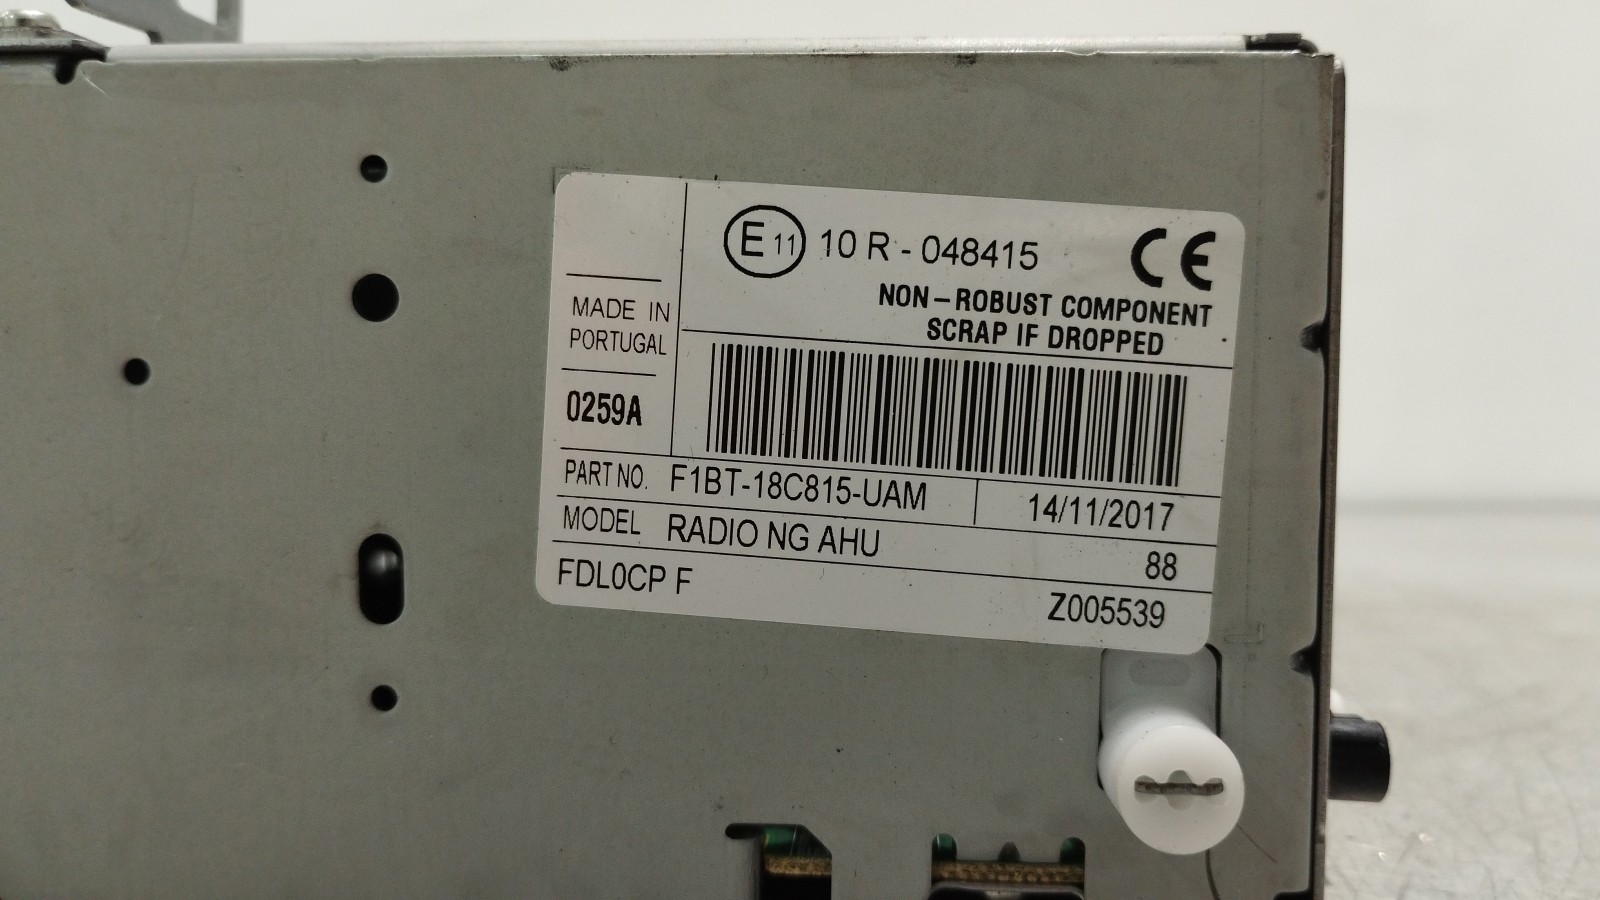 E 11 10 R - 048415 CE
NON-ROBUST COMPONENT
SCRAP IF DROPPED
MADE IN
PORTUGAL
0259A
PART NO. F1BT-18C815-UAM 14/11/2017
MODEL RADIO NG AHU 88
FDL0CP F Z005539